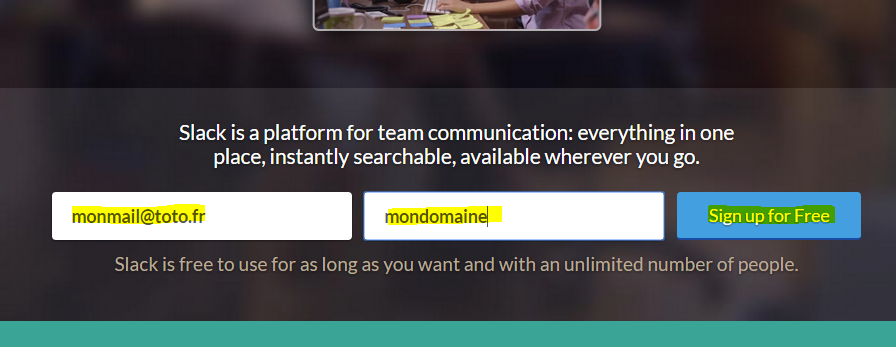 Slack is a platform for team communication: everything in one
place, instantly searchable, available wherever you go.
monmail@toto.fr
mondomaine
Sign up for Free
Slack is free to use for as long as you want and with an unlimited number of people.